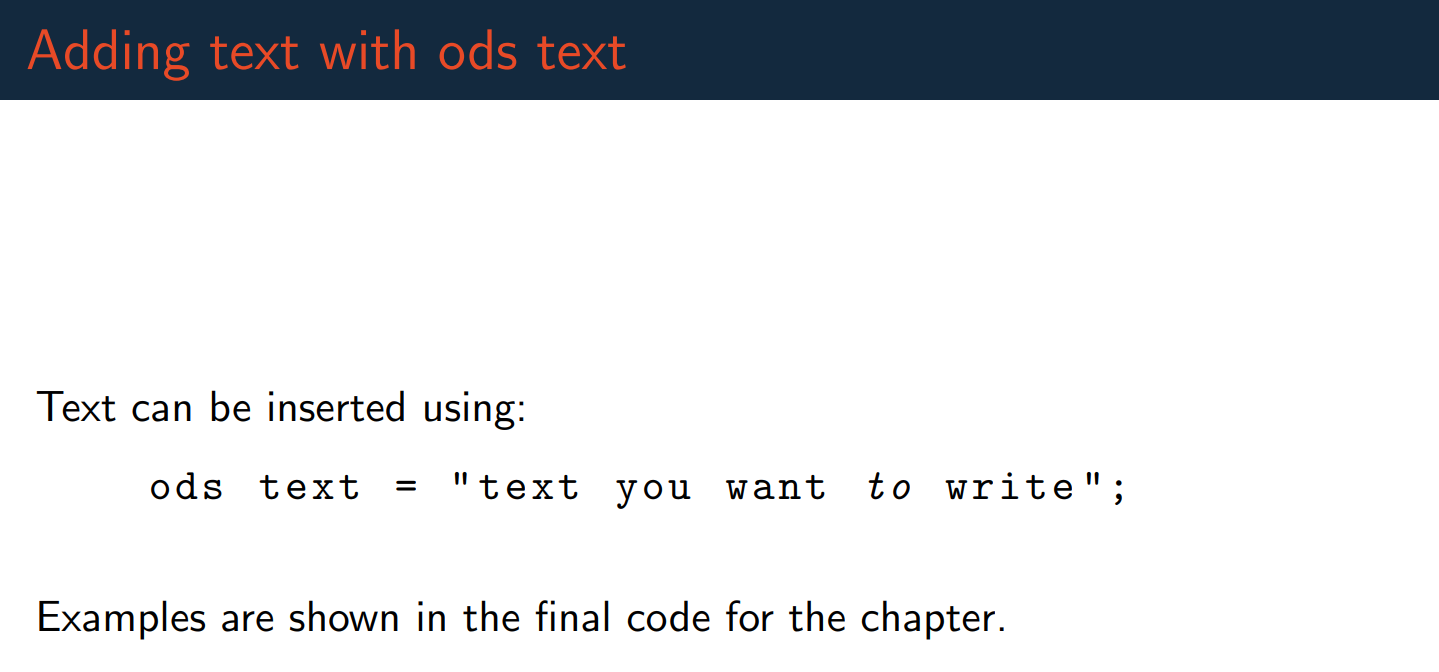 Adding text with ods text
Text can be inserted using:
ods text = "text you want to write";
Examples are shown in the final code for the chapter.